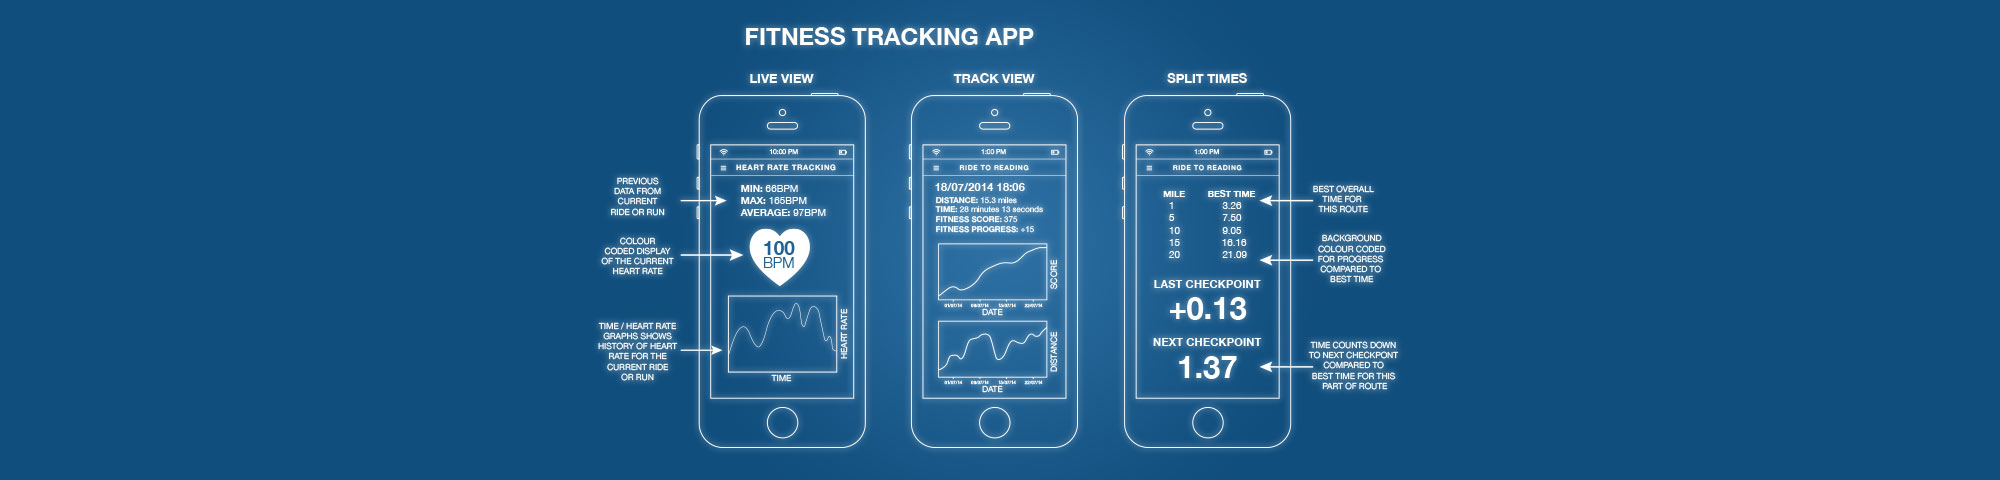 FITNESS TRACKING APP
LIVE VIEW
10:00 PM
HEART RATE TRACKING
MIN: 66BPM
MAX: 165BPM
AVERAGE: 97BPM
100
BPM
HEART RATE
TIME
PREVIOUS
DATA FROM
CURRENT
RIDE OR RUN
COLOUR
CODED DISPLAY
OF THE CURRENT
HEART RATE
TIME / HEART RATE
GRAPHS SHOWS
HISTORY OF HEART
RATE FOR THE
CURRENT RIDE
OR RUN
TRACK VIEW
1:00 PM
RIDE TO READING
18/07/2014 18:06
DISTANCE: 15.3 miles
TIME: 28 minutes 13 seconds
FITNESS SCORE: 375
FITNESS PROGRESS: +15
SCORE
DATE
DISTANCE
DATE
SPLIT TIMES
1:00 PM
RIDE TO READING
MILE BEST TIME
1 3.26
5 7.50
10 9.05
15 16.16
20 21.09
LAST CHECKPOINT
+0.13
NEXT CHECKPOINT
1.37
BEST OVERALL
TIME FOR
THIS ROUTE
BACKGROUND
COLOUR CODED
FOR PROGRESS
COMPARED TO
BEST TIME
TIME COUNTS DOWN
TO NEXT CHECKPONT
COMPARED TO
BEST TIME FOR THIS
PART OF ROUTE